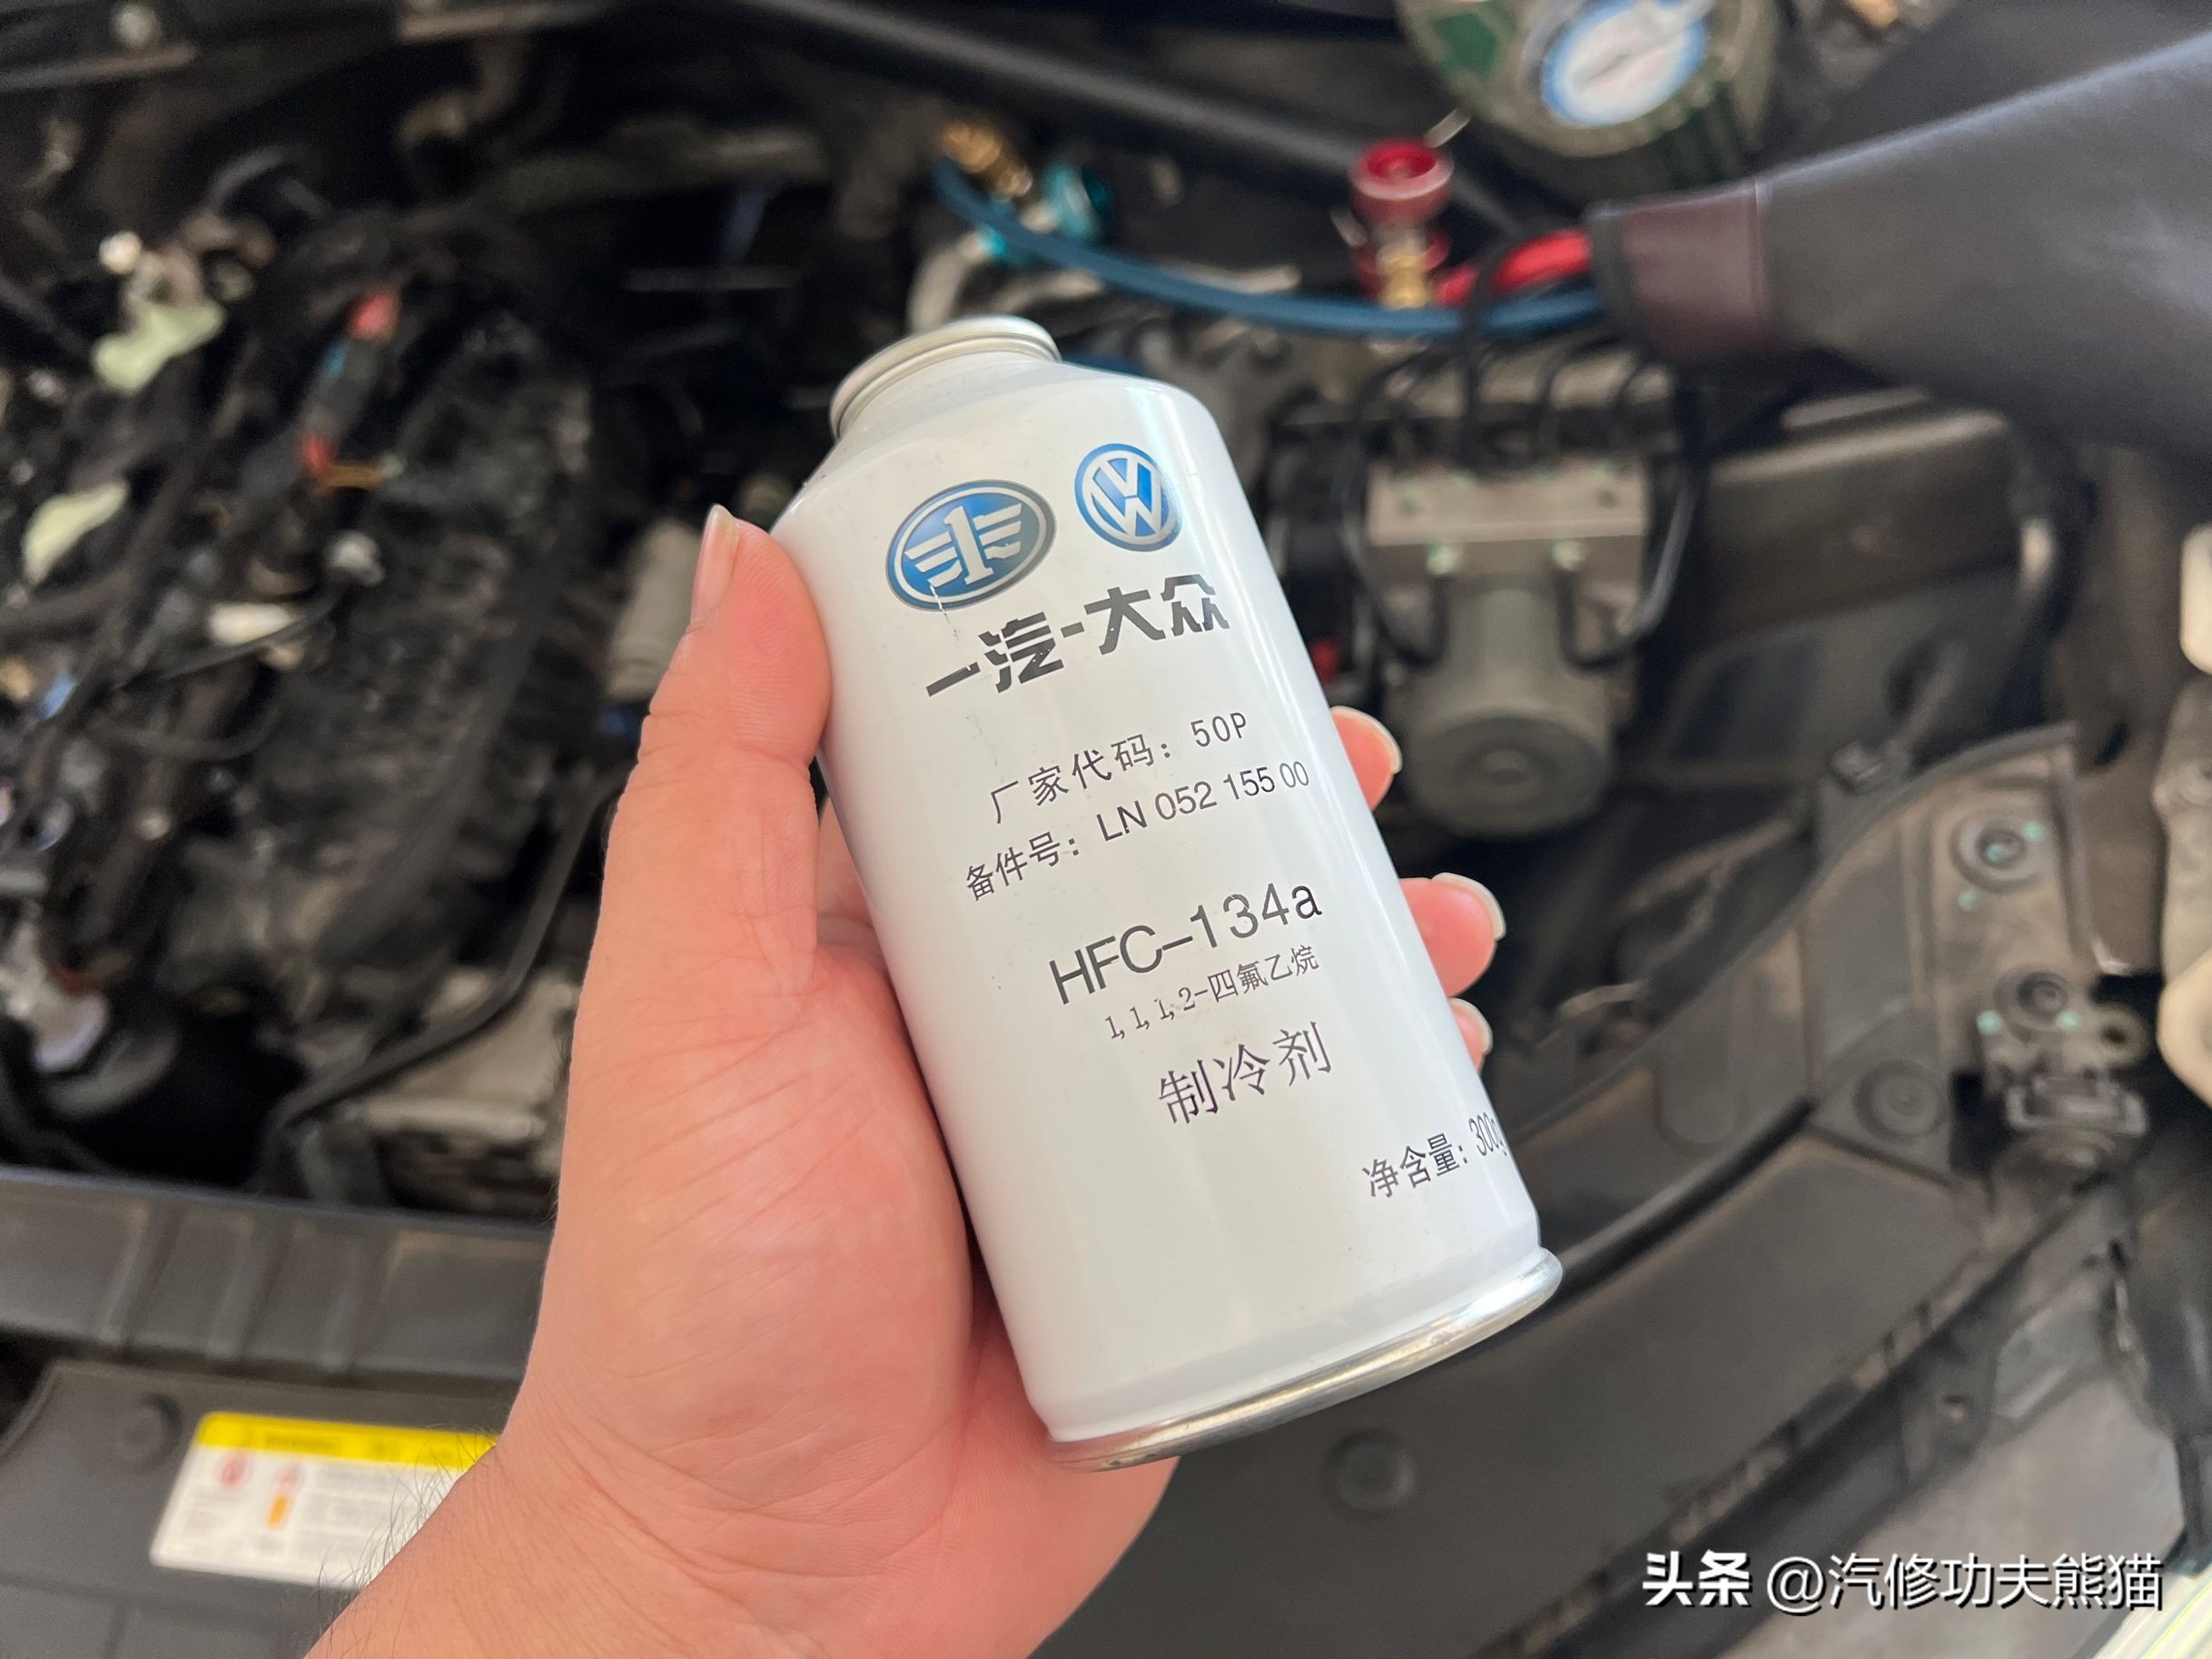 一汽-大众
厂家代码：50P
备件号：LN 052 155 00
HFC-134a
1,1,1,2-四氟乙烷
制冷剂
净含量：300g
头条 @汽修功夫熊猫